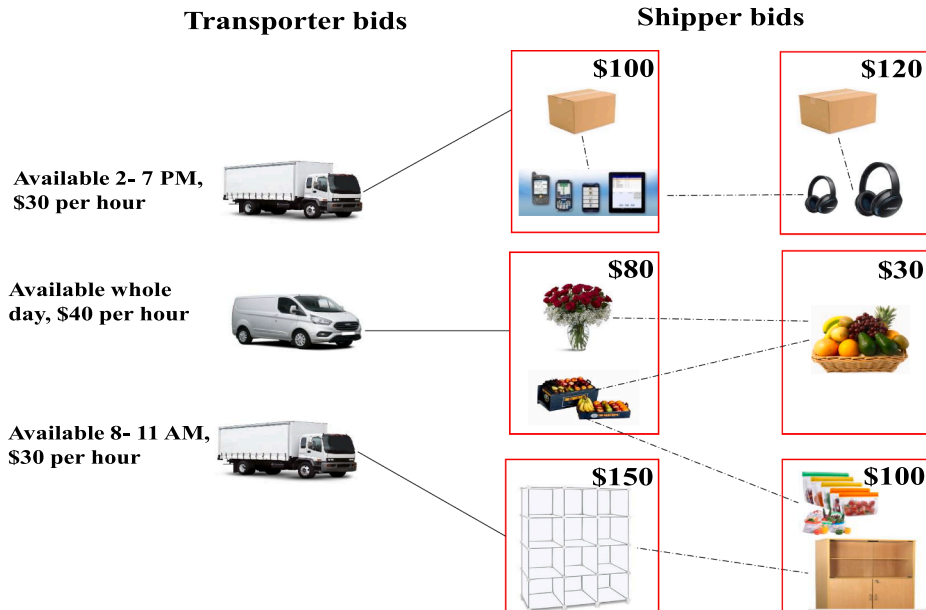 Transporter bids
Shipper bids
$100
$120
Available 2- 7 PM,
$30 per hour
$80
$30
Available whole
day, $40 per hour
Available 8- 11 AM,
$30 per hour
$150
$100